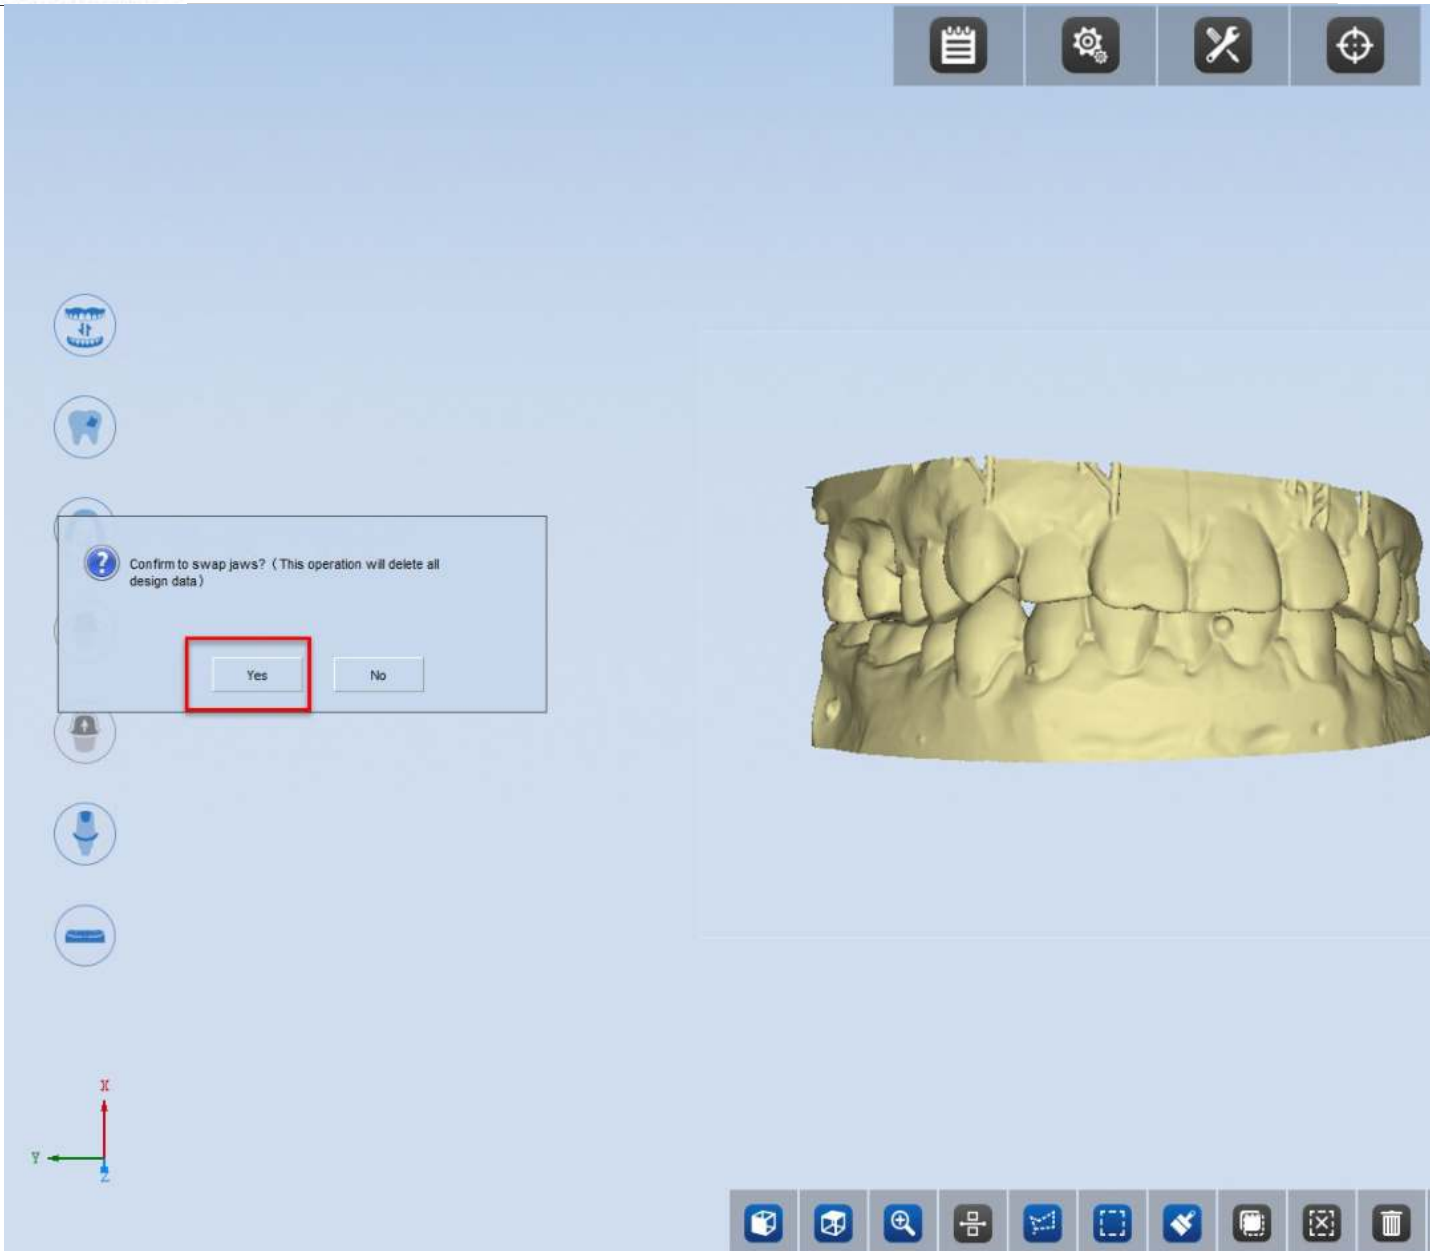 Confirm to swap jaws?（This operation will delete all
design data）
Yes
No
X
Y
Z